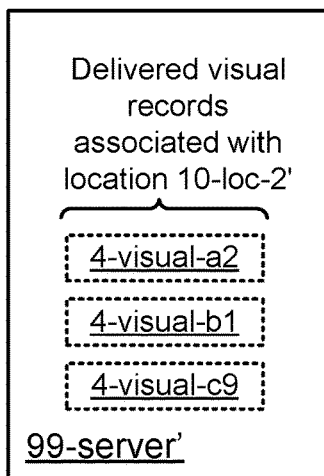 Delivered visual
records
associated with
location 10-loc-2'
4-visual-a2
4-visual-b1
4-visual-c9
99-server’